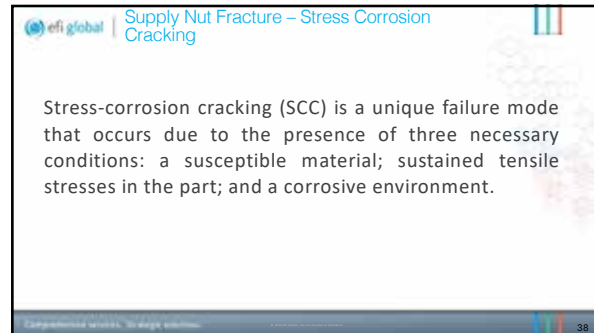 efi global
Supply Nut Fracture – Stress Corrosion
Cracking
Stress-corrosion cracking (SCC) is a unique failure mode
that occurs due to the presence of three necessary
conditions: a susceptible material; sustained tensile
stresses in the part; and a corrosive environment.
38